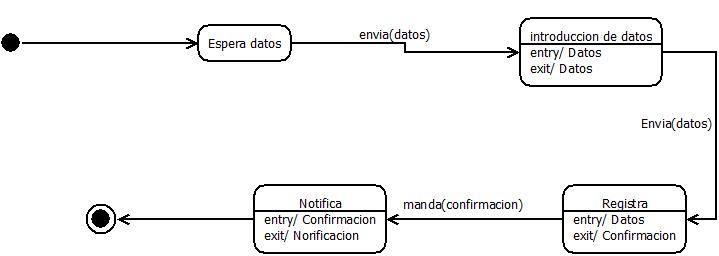 Espera datos
envia(datos)
introduccion de datos
entry/ Datos
exit/ Datos
Envia(datos)
Notifica
entry/ Confirmacion
exit/ Norificacion
manda(confirmacion)
Registra
entry/ Datos
exit/ Confirmacion